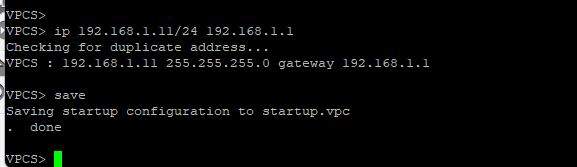 VPCS>
VPCS> ip 192.168.1.11/24 192.168.1.1
Checking for duplicate address...
VPCS : 192.168.1.11 255.255.255.0 gateway 192.168.1.1

VPCS> save
Saving startup configuration to startup.vpc
.  done

VPCS>